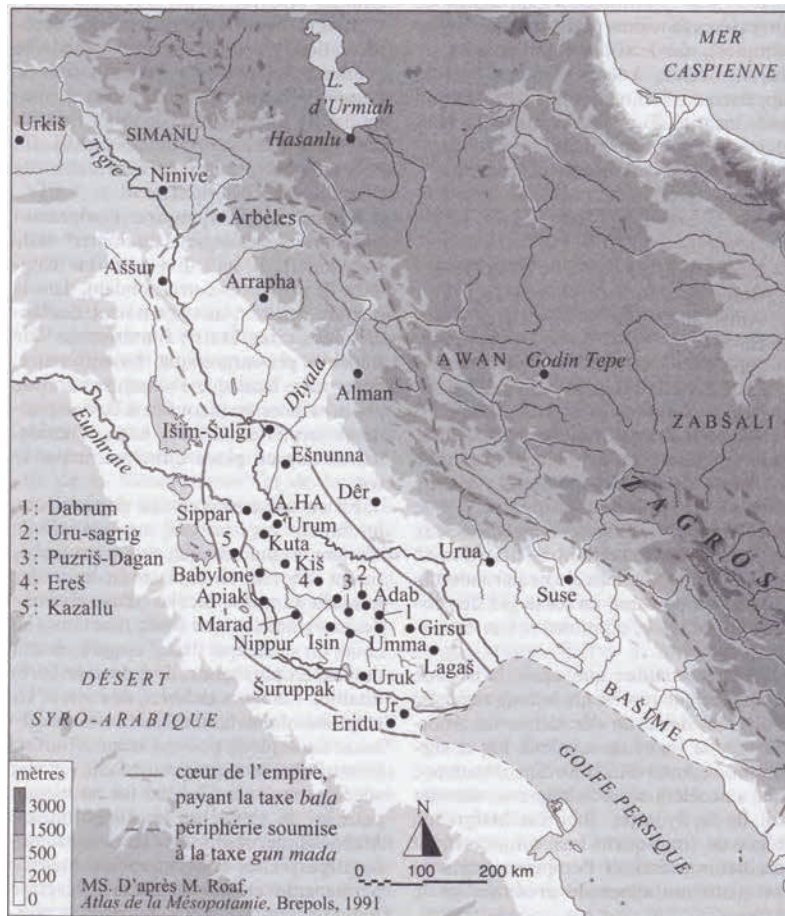 MER
CASPIENNE
L.
d'Urmiah
Hasanlu
Urkiš
SIMANU
Tigre
Ninive
Arbèles
Aššur
Arrapha
Diyala
AWAN
Godin Tepe
Alman
ZABŠALI
Euphrate
Išim-Šulgi
Ešnunna
Dêr
ZAGROS
1 : Dabrum
2 : Uru-sagrig
3 : Puzriš-Dagan
4 : Ereš
5 : Kazallu
Sippar
A.HA
Urum
5
Kuta
Urua
Kiš
Babylone
4
3
2
Adab
Suse
Apiak
Marad
Nippur
Isin
Umma
Girsu
Lagaš
Šuruppak
Uruk
DÉSERT
SYRO-ARABIQUE
Ur
Eridu
BAŠIME
GOLFE PERSIQUE
mètres
3000
1500
500
200
0
cœur de l'empire,
payant la taxe bala
périphérie soumise
à la taxe gun mada
N
0
200 km
MS. D'après M. Roaf,
Atlas de la Mésopotamie, Brepols, 1991